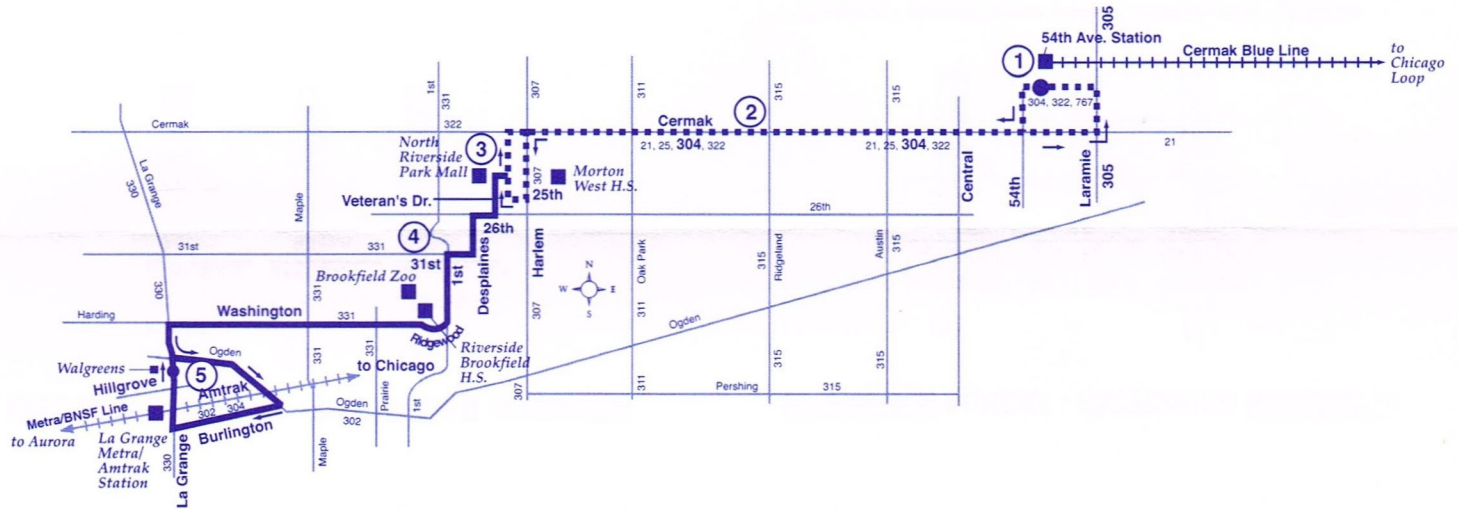 305
54th Ave. Station
1
Cermak Blue Line
to
Chicago
Loop
304, 322, 767
1st
331
307
311
315
315
Cermak
322
Cermak
2
21, 25, 304, 322
21, 25, 304, 322
21
North
Riverside
Park Mall
3
307
Morton
West H.S.
25th
Veteran's Dr.
26th
26th
Central
54th
Laramie
305
La Grange
330
Maple
31st
331
4
31st
1st
Desplaines
Harlem
N
W
E
S
Oak Park
315
Ridgeland
Austin
315
Brookfield Zoo
330
331
Harding
Washington
331
Ridgewood
307
311
Ogden
Riverside
Brookfield
H.S.
Ogden
331
331
to Chicago
Walgreens
5
Hillgrove
Amtrak
302
304
Metra/BNSF Line
to Aurora
Burlington
Ogden
302
Prairie
1st
307
311
Pershing
315
315
315
La Grange
Metra/
Amtrak
Station
330
La Grange
Maple